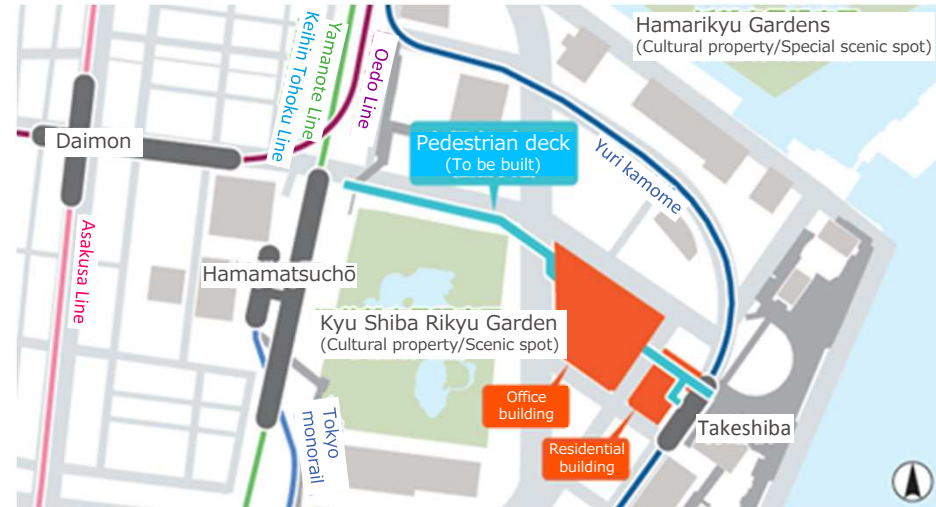 Hamarikyu Gardens
(Cultural property/Special scenic spot)
Keihin Tohoku Line
Yamanote Line
Oedo Line
Daimon
Pedestrian deck
(To be built)
Yuri kamome
Asakusa Line
Hamamatsuchō
Kyu Shiba Rikyu Garden
(Cultural property/Scenic spot)
Office
building
Tokyo
monorail
Residential
building
Takeshiba